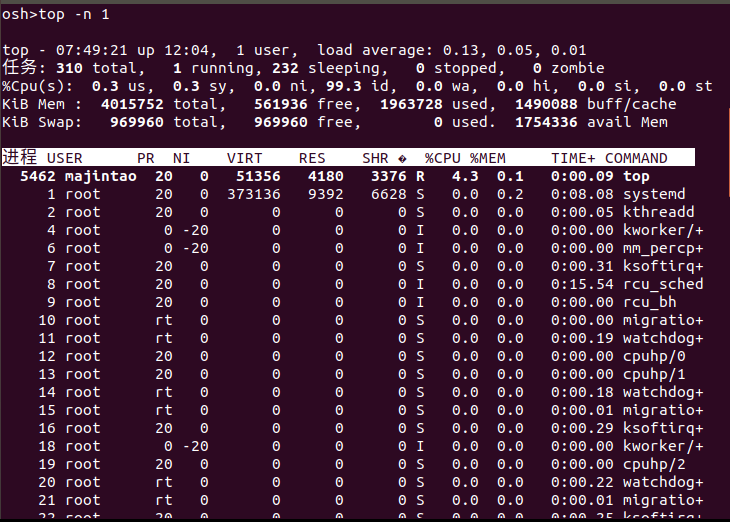 osh>top -n 1
top - 07:49:21 up 12:04,  1 user,  load average: 0.13, 0.05, 0.01
任务: 310 total,   1 running, 232 sleeping,   0 stopped,   0 zombie
%Cpu(s):  0.3 us,  0.3 sy,  0.0 ni, 99.3 id,  0.0 wa,  0.0 hi,  0.0 si,  0.0 st
KiB Mem :  4015752 total,   561936 free,  1963728 used,  1490088 buff/cache
KiB Swap:   969960 total,   969960 free,        0 used.  1754336 avail Mem
进程 USER      PR  NI    VIRT    RES    SHR �  %CPU %MEM     TIME+ COMMAND
5462 majintao  20   0   51356   4180   3376 R   4.3  0.1   0:00.09 top
1 root      20   0  373136   9392   6628 S   0.0  0.2   0:08.08 systemd
2 root      20   0       0      0      0 S   0.0  0.0   0:00.05 kthreadd
4 root       0 -20       0      0      0 I   0.0  0.0   0:00.00 kworker/+
6 root       0 -20       0      0      0 I   0.0  0.0   0:00.00 mm_percp+
7 root      20   0       0      0      0 S   0.0  0.0   0:00.31 ksoftirq+
8 root      20   0       0      0      0 I   0.0  0.0   0:15.54 rcu_sched
9 root      20   0       0      0      0 I   0.0  0.0   0:00.00 rcu_bh
10 root      rt   0       0      0      0 S   0.0  0.0   0:00.00 migratio+
11 root      rt   0       0      0      0 S   0.0  0.0   0:00.19 watchdog+
12 root      20   0       0      0      0 S   0.0  0.0   0:00.00 cpuhp/0
13 root      20   0       0      0      0 S   0.0  0.0   0:00.00 cpuhp/1
14 root      rt   0       0      0      0 S   0.0  0.0   0:00.18 watchdog+
15 root      rt   0       0      0      0 S   0.0  0.0   0:00.01 migratio+
16 root      20   0       0      0      0 S   0.0  0.0   0:00.29 ksoftirq+
18 root       0 -20       0      0      0 I   0.0  0.0   0:00.00 kworker/+
19 root      20   0       0      0      0 S   0.0  0.0   0:00.00 cpuhp/2
20 root      rt   0       0      0      0 S   0.0  0.0   0:00.22 watchdog+
21 root      rt   0       0      0      0 S   0.0  0.0   0:00.01 migratio+
22 root      20   0       0      0      0 S   0.0  0.0   0:00.25 ksoftirq+